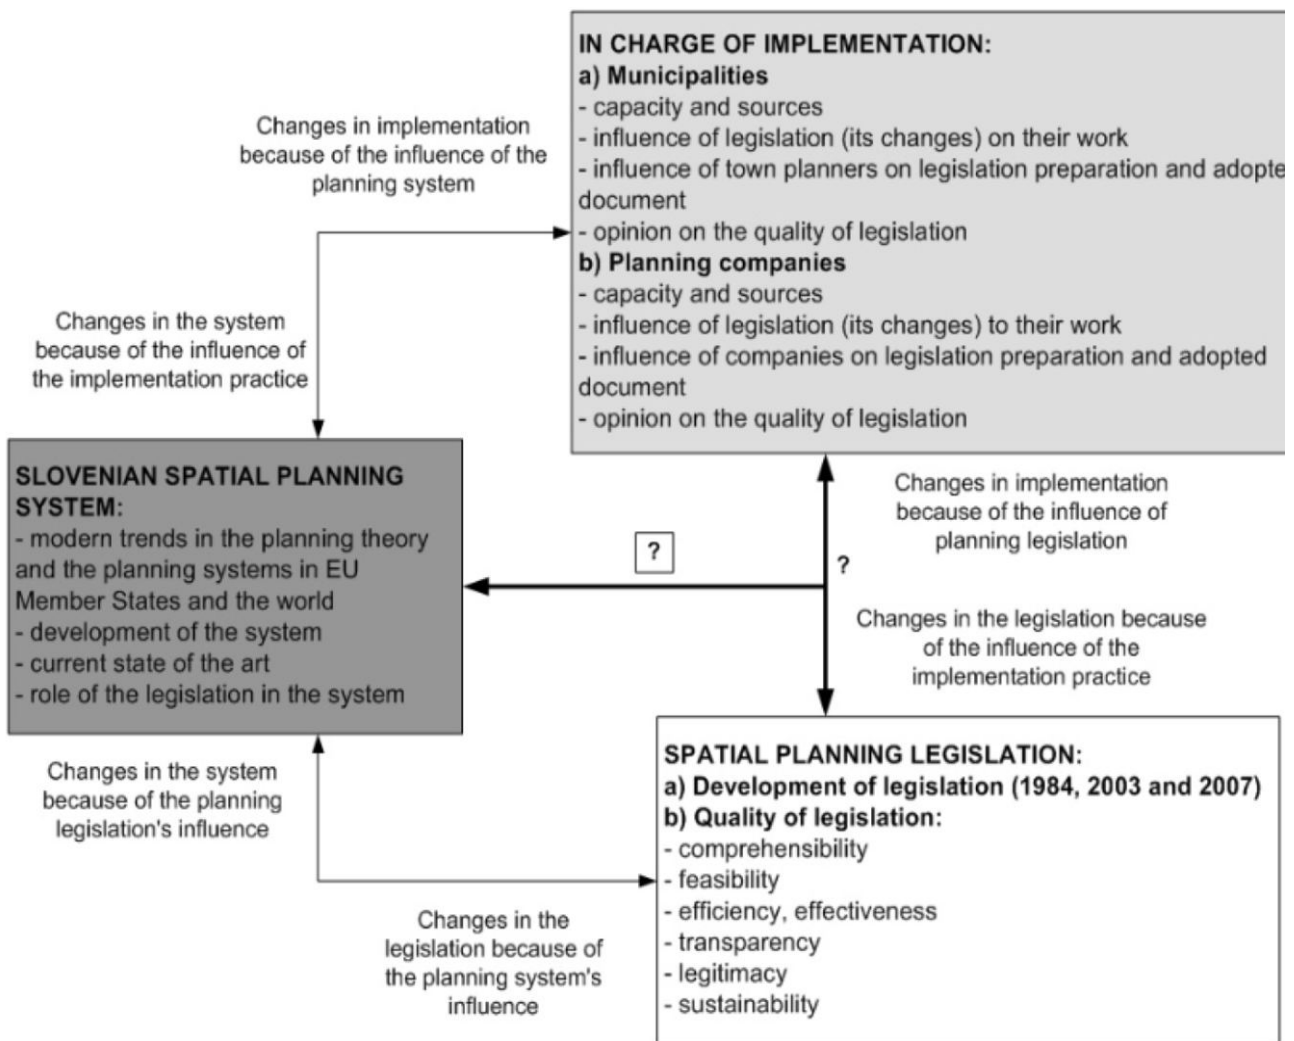 IN CHARGE OF IMPLEMENTATION:
a) Municipalities
- capacity and sources
- influence of legislation (its changes) on their work
- influence of town planners on legislation preparation and adopte
document
- opinion on the quality of legislation
b) Planning companies
- capacity and sources
- influence of legislation (its changes) to their work
- influence of companies on legislation preparation and adopted
document
- opinion on the quality of legislation
Changes in implementation
because of the influence of the
planning system
Changes in the system
because of the influence of
the implementation practice
SLOVENIAN SPATIAL PLANNING
SYSTEM:
- modern trends in the planning theory
and the planning systems in EU
Member States and the world
- development of the system
- current state of the art
- role of the legislation in the system
?
Changes in implementation
because of the influence of
planning legislation
?
Changes in the legislation because
of the influence of the
implementation practice
Changes in the system
because of the planning
legislation's influence
Changes in the
legislation because of
the planning system's
influence
SPATIAL PLANNING LEGISLATION:
a) Development of legislation (1984, 2003 and 2007)
b) Quality of legislation:
- comprehensibility
- feasibility
- efficiency, effectiveness
- transparency
- legitimacy
- sustainability